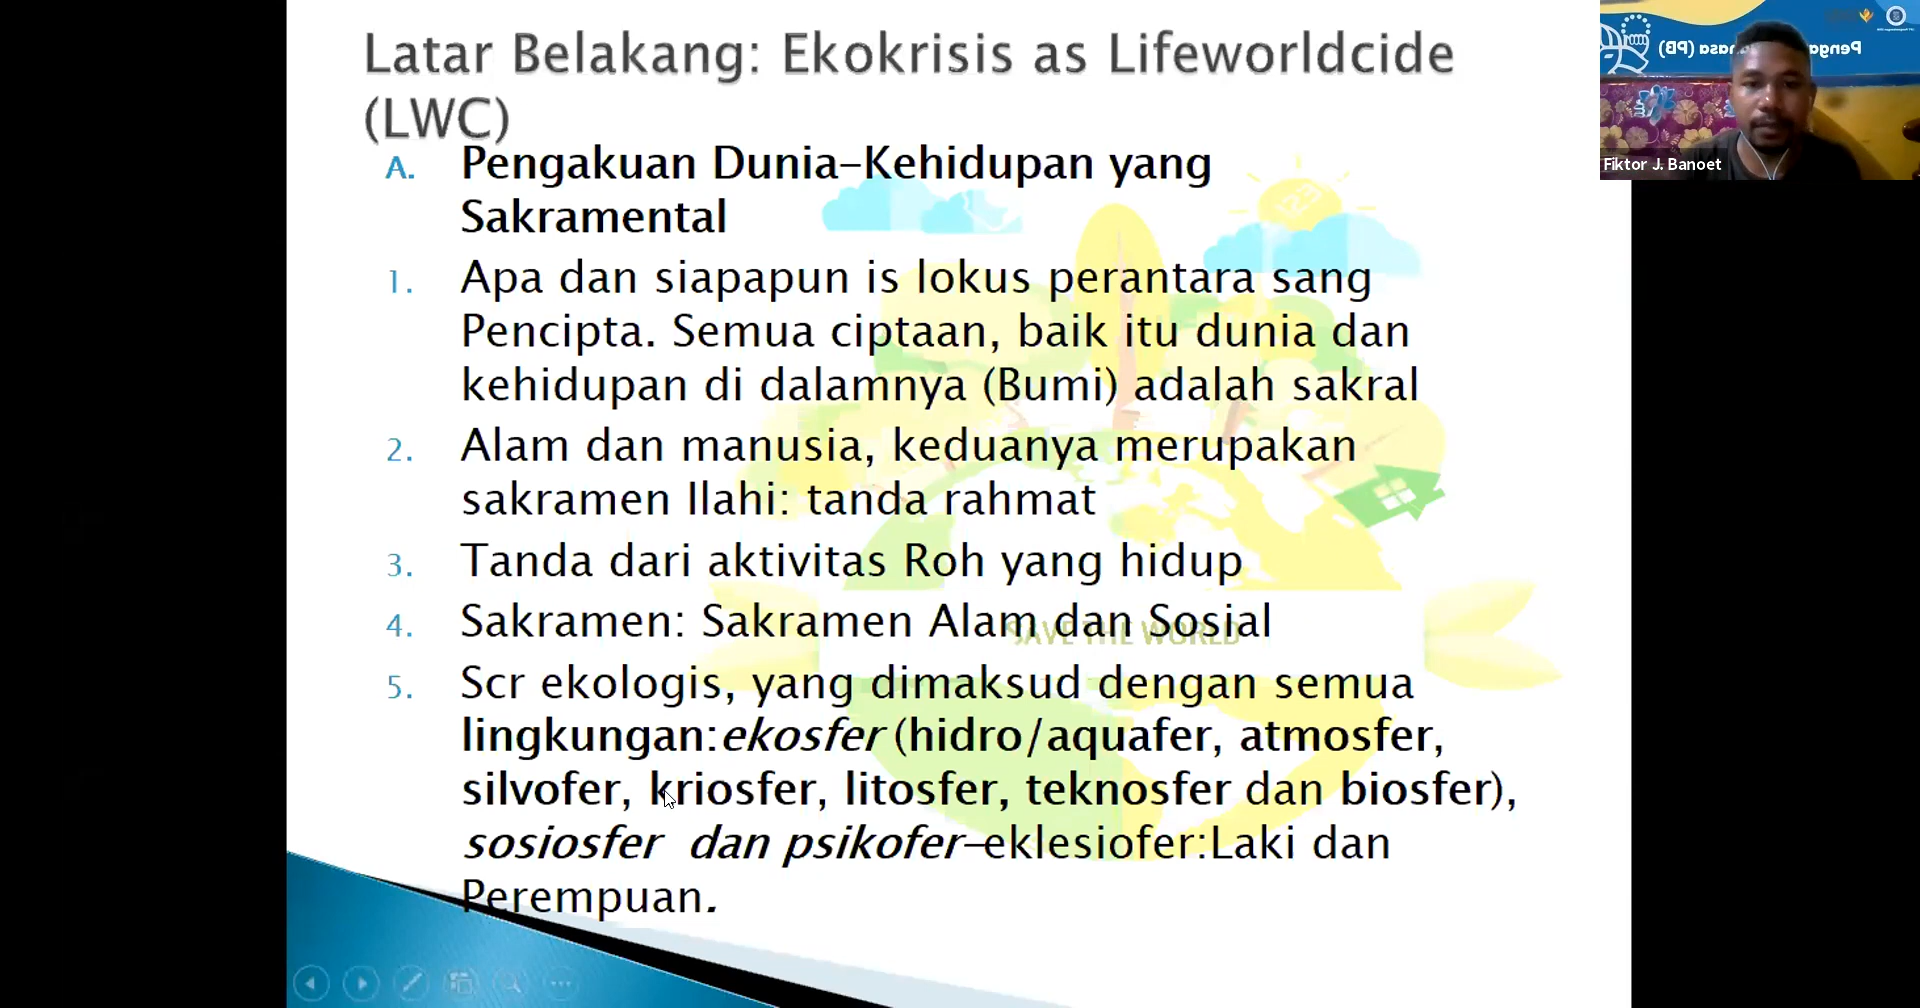 Latar Belakang: Ekokrisis as Lifeworldcide
(LWC)
A. Pengakuan Dunia-Kehidupan yang
Sakramental
1. Apa dan siapapun is lokus perantara sang
Pencipta. Semua ciptaan, baik itu dunia dan
kehidupan di dalamnya (Bumi) adalah sakral
2. Alam dan manusia, keduanya merupakan
sakramen Ilahi: tanda rahmat
3. Tanda dari aktivitas Roh yang hidup
4. Sakramen: Sakramen Alam dan Sosial
SAVE THE WORLD
5. Scr ekologis, yang dimaksud dengan semua
lingkungan:ekosfer (hidro/aquafer, atmosfer,
silvofer, kriosfer, litosfer, teknosfer dan biosfer),
sosiosfer dan psikofer-eklesiofer:Laki dan
Perempuan.
123
(PB)
Fiktor J. Banoet